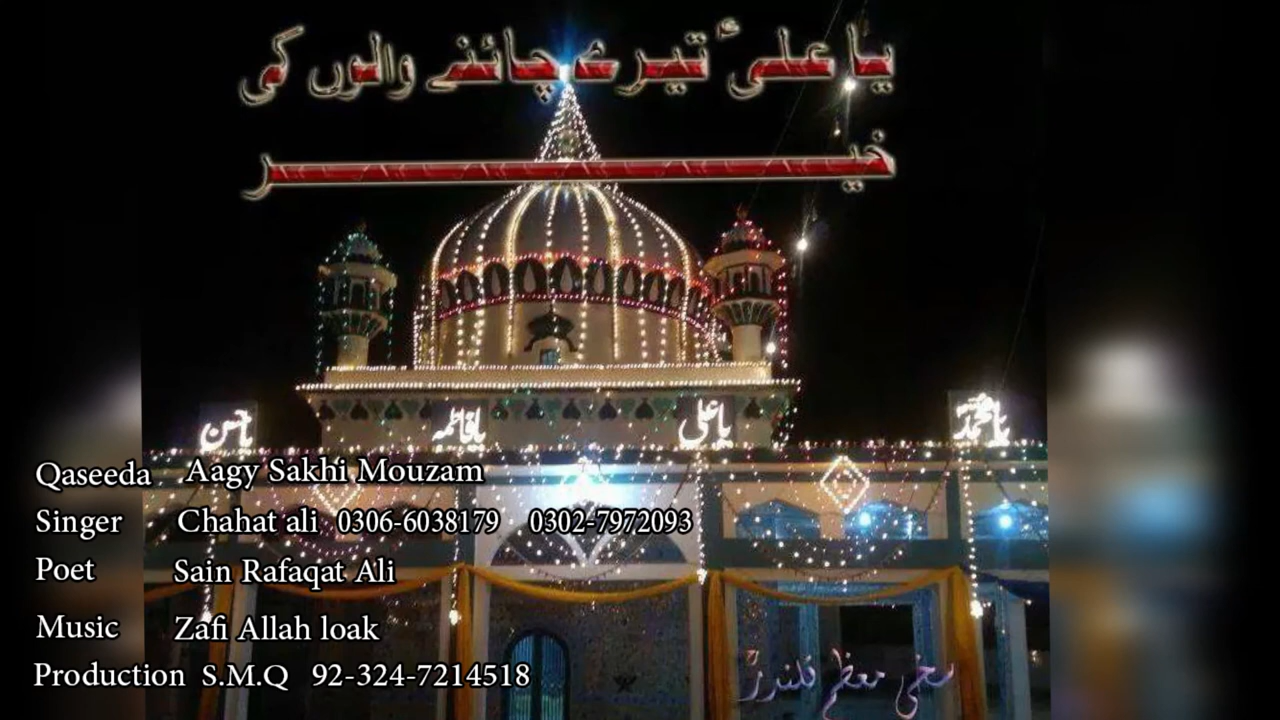 یا علیؑ تیرے چائنے والوں کی
خیر
یا حسن یا فاطمہ یا علی یا محمد
Qaseeda Aagy Sakhi Mouzam
Singer Chahat ali 0306-6038179 0302-7972093
Poet Sain Rafaqat Ali
Music Zafi Allah loak
Production S.M.Q 92-324-7214518
سخی معظم قلندرؒ